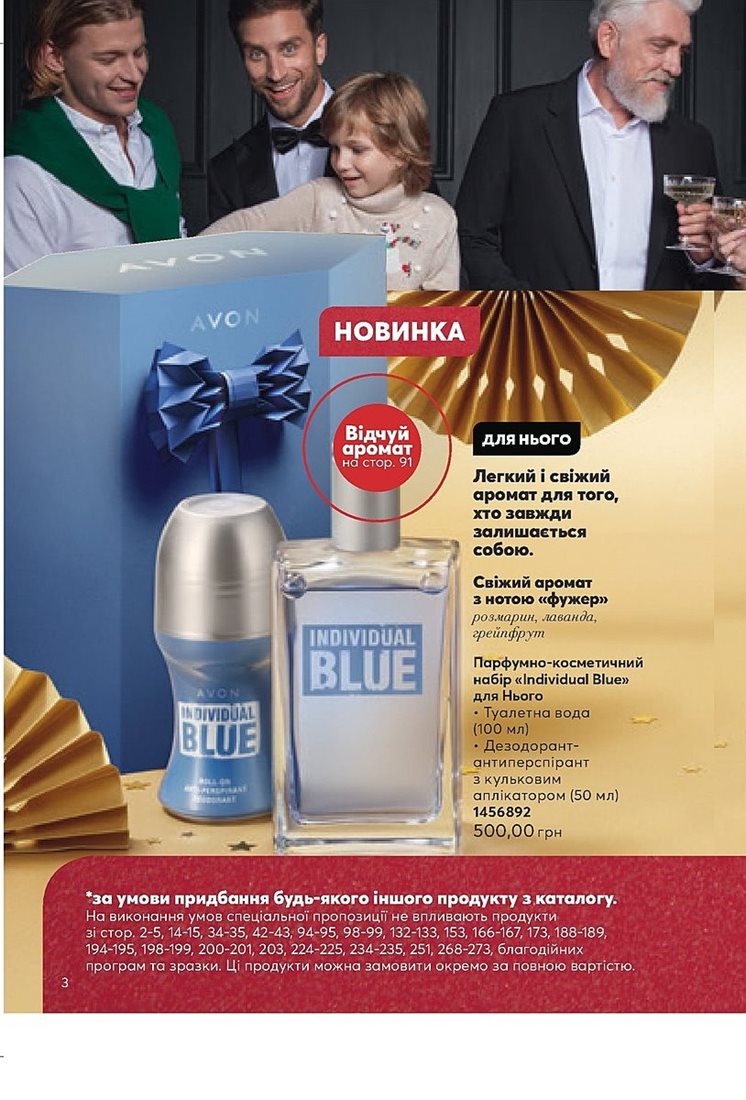 AVON
AVON
НОВИНКА
Відчуй
аромат
на стор. 91
ДЛЯ НЬОГО
Легкий і свіжий
аромат для того,
хто завжди
залишається
собою.
Свіжий аромат
з нотою «фужер»
розмарин, лаванда,
грейпфрут
Парфумно-косметичний
набір «Individual Blue»
для Нього
• Туалетна вода
(100 мл)
• Дезодорант-
антиперспірант
з кульковим
аплікатором (50 мл)
1456892
500,00 грн
INDIVIDUAL
BLUE
AVON
INDIVIDUAL
BLUE
ROLL-ON
ANTI-PERSPIRANT
DEODORANT
*за умови придбання будь-якого іншого продукту з каталогу.
На виконання умов спеціальної пропозиції не впливають продукти
зі стор. 2-5, 14-15, 34-35, 42-43, 94-95, 98-99, 132-133, 153, 166-167, 173, 188-189,
194-195, 198-199, 200-201, 203, 224-225, 234-235, 251, 268-273, благодійних
програм та зразки. Ці продукти можна замовити окремо за повною вартістю.
3